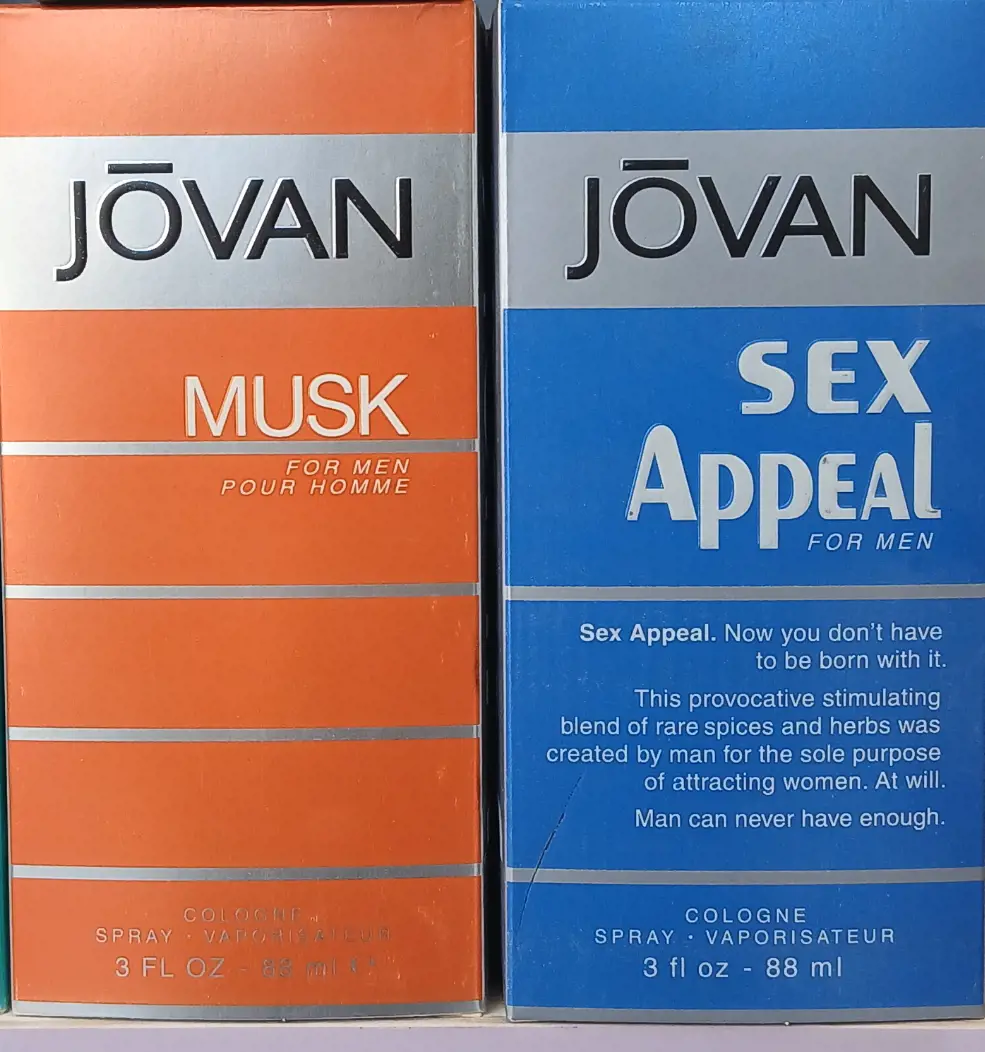 JŌVAN
MUSK
FOR MEN
POUR HOMME
COLOGNE
SPRAY · VAPORISATEUR
3 FL OZ - 88 ml
JŌVAN
SEX
APPEAL
FOR MEN
Sex Appeal. Now you don't have
to be born with it.
This provocative stimulating
blend of rare spices and herbs was
created by man for the sole purpose
of attracting women. At will.
Man can never have enough.
COLOGNE
SPRAY · VAPORISATEUR
3 fl oz - 88 ml